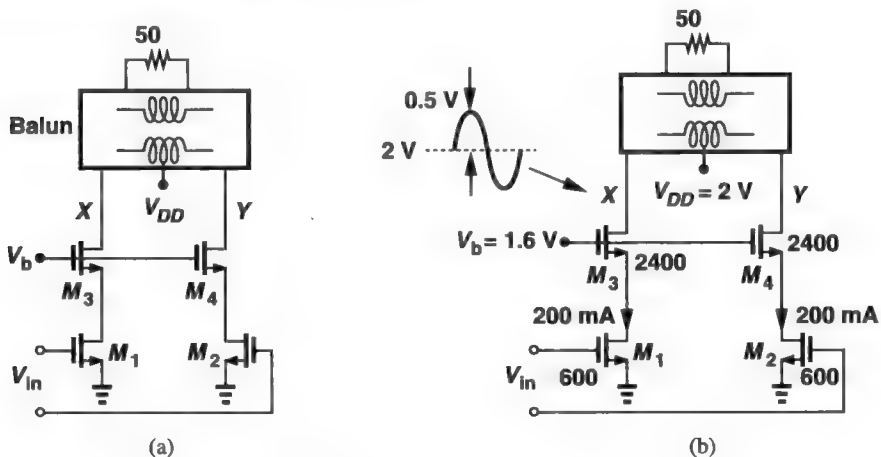 50
Balun
X
Y
V_DD
V_b
M_3
M_4
V_in
M_1
M_2
(a)
50
0.5 V
2 V
X
V_DD = 2 V
Y
V_b = 1.6 V
M_3
2400
M_4
2400
200 mA
200 mA
V_in
600
M_1
M_2
600
(b)